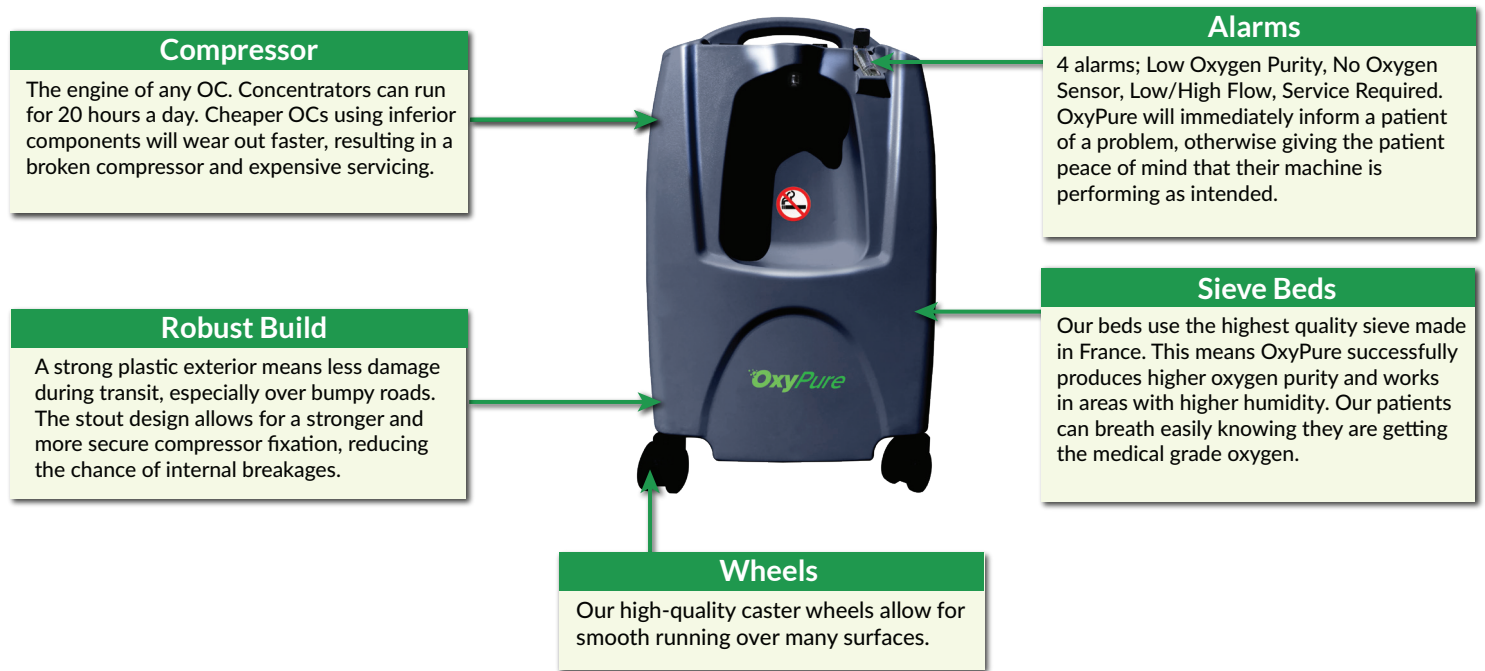 Compressor
The engine of any OC. Concentrators can run
for 20 hours a day. Cheaper OCs using inferior
components will wear out faster, resulting in a
broken compressor and expensive servicing.
Alarms
4 alarms; Low Oxygen Purity, No Oxygen
Sensor, Low/High Flow, Service Required.
OxyPure will immediately inform a patient
of a problem, otherwise giving the patient
peace of mind that their machine is
performing as intended.
Robust Build
A strong plastic exterior means less damage
during transit, especially over bumpy roads.
The stout design allows for a stronger and
more secure compressor fixation, reducing
the chance of internal breakages.
OxyPure
Sieve Beds
Our beds use the highest quality sieve made
in France. This means OxyPure successfully
produces higher oxygen purity and works
in areas with higher humidity. Our patients
can breath easily knowing they are getting
the medical grade oxygen.
Wheels
Our high-quality caster wheels allow for
smooth running over many surfaces.